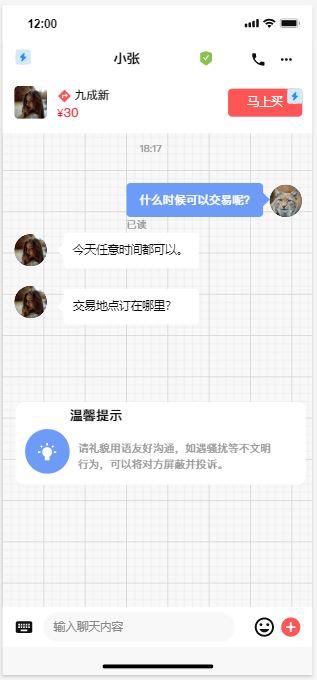 12:00
小张
九成新
¥30
马上买
18:17
什么时候可以交易呢?
已读
今天任意时间都可以。
交易地点订在哪里?
温馨提示
请礼貌用语友好沟通，如遇骚扰等不文明
行为，可以将对方屏蔽并投诉。
输入聊天内容